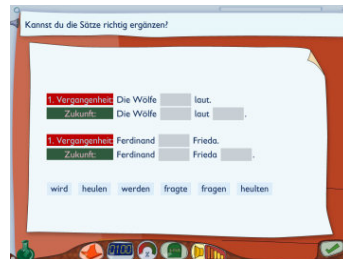 Kannst du die Sätze richtig ergänzen?
1. Vergangenheit: Die Wölfe laut.
Zukunft: Die Wölfe laut .
1. Vergangenheit: Ferdinand Frieda.
Zukunft: Ferdinand Frieda .
wird heulen werden fragte fragen heulten